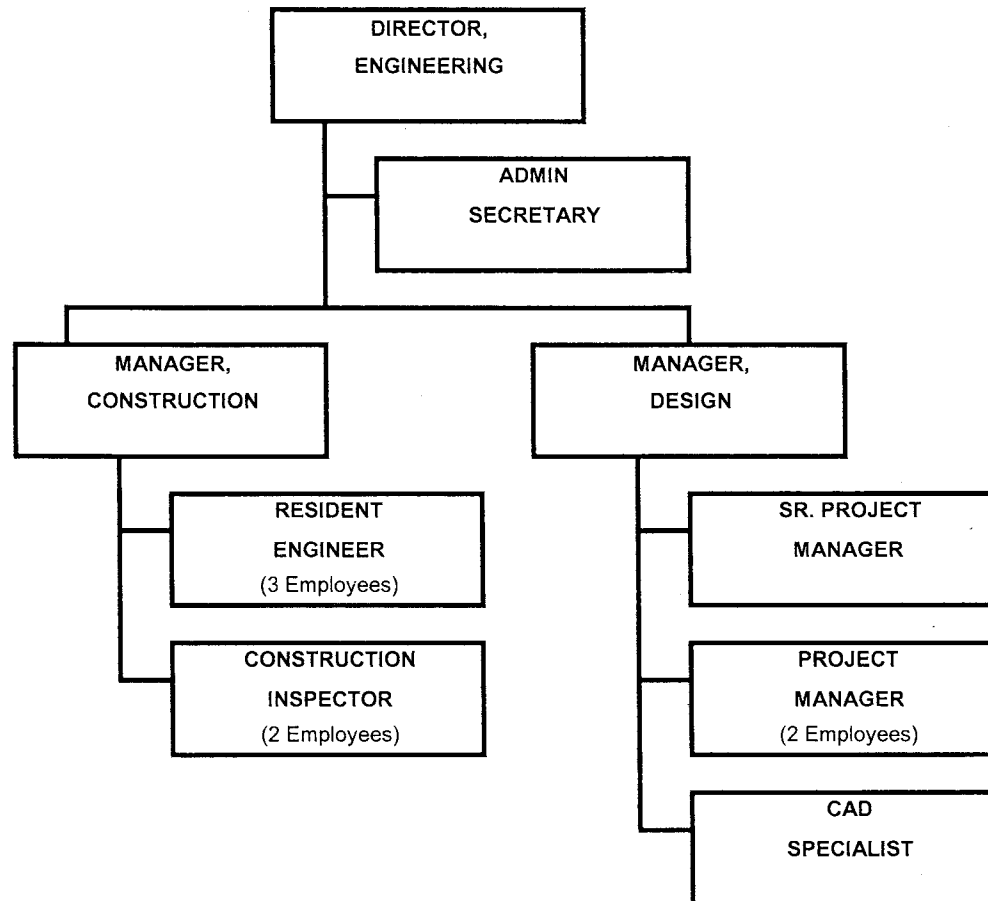 DIRECTOR,
ENGINEERING
ADMIN
SECRETARY
MANAGER,
CONSTRUCTION
MANAGER,
DESIGN
RESIDENT
ENGINEER
(3 Employees)
SR. PROJECT
MANAGER
CONSTRUCTION
INSPECTOR
(2 Employees)
PROJECT
MANAGER
(2 Employees)
CAD
SPECIALIST